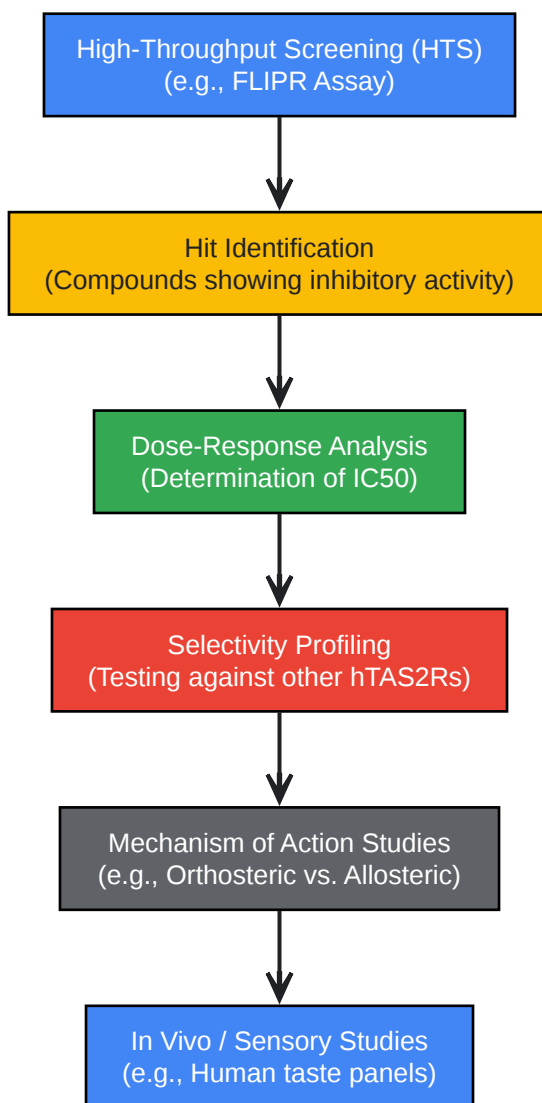 High-Throughput Screening (HTS)
(e.g., FLIPR Assay)
Hit Identification
(Compounds showing inhibitory activity)
Dose-Response Analysis
(Determination of IC50)
Selectivity Profiling
(Testing against other hTAS2Rs)
Mechanism of Action Studies
(e.g., Orthosteric vs. Allosteric)
In Vivo / Sensory Studies
(e.g., Human taste panels)